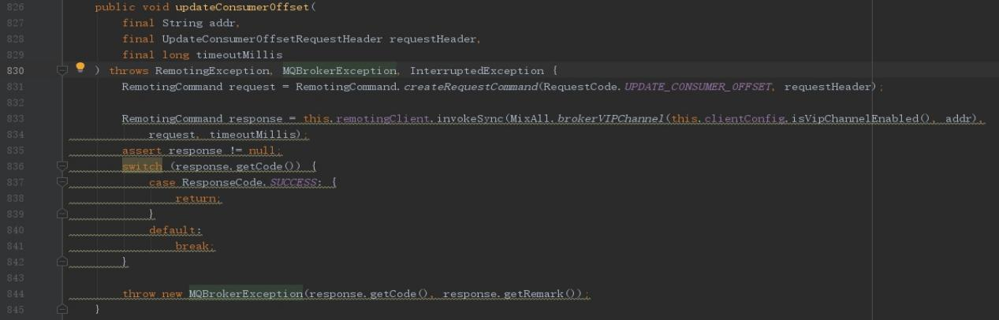 826 public void updateConsumerOffset(
827 final String addr,
828 final UpdateConsumerOffsetRequestHeader requestHeader,
829 final long timeoutMillis
830 ) throws RemotingException, MQBrokerException, InterruptedException {
831 RemotingCommand request = RemotingCommand.createRequestCommand(RequestCode.UPDATE_CONSUMER_OFFSET, requestHeader);
832
833 RemotingCommand response = this.remotingClient.invokeSync(MixAll.brokerVIPChannel(this.clientConfig.isVipChannelEnabled(), addr),
834 request, timeoutMillis);
835 assert response != null;
836 switch (response.getCode()) {
837 case ResponseCode.SUCCESS: {
838 return;
839 }
840 default:
841 break;
842 }
843
844 throw new MQBrokerException(response.getCode(), response.getRemark());
845 }